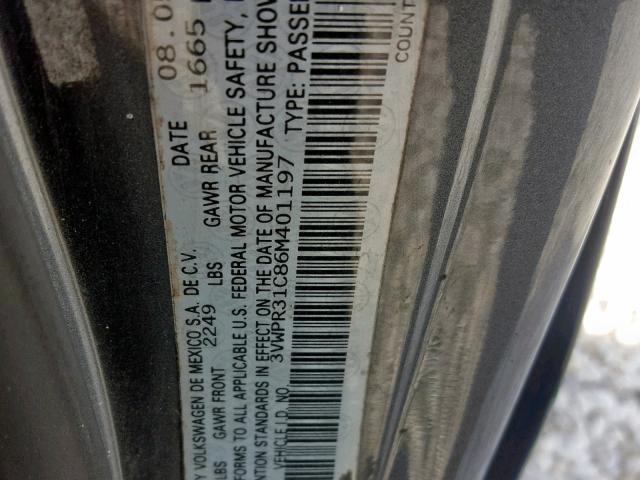 Y VOLKSWAGEN DE MEXICO S.A. DE C.V. DATE 08.0
LBS GAWR FRONT 2249 LBS GAWR REAR 1665
FORMS TO ALL APPLICABLE U.S. FEDERAL MOTOR VEHICLE SAFETY,
ENTION STANDARDS IN EFFECT ON THE DATE OF MANUFACTURE SHOW
VEHICLE I.D. NO. 3VWPR31C86M401197 TYPE: PASSE
COUNT